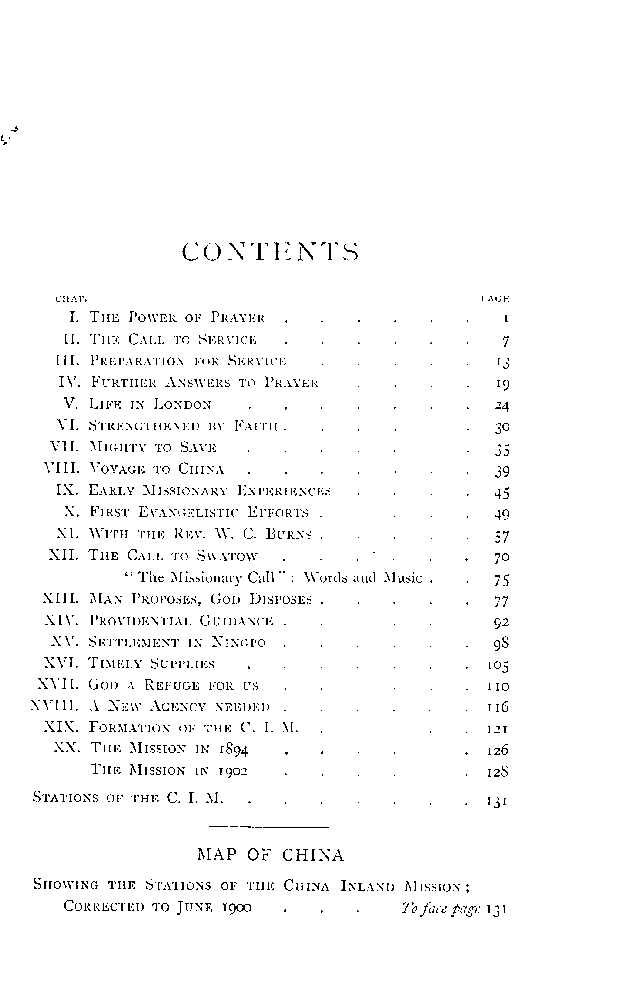 CONTENTS
CHAP. PAGE
I. THE POWER OF PRAYER . . . . . . 1
II. THE CALL TO SERVICE . . . . . . 7
III. PREPARATION FOR SERVICE . . . . . 13
IV. FURTHER ANSWERS TO PRAYER . . . . 19
V. LIFE IN LONDON . . . . . . . 24
VI. STRENGTHENED BY FAITH . . . . . 30
VII. MIGHTY TO SAVE . . . . . . . 35
VIII. VOYAGE TO CHINA . . . . . . . 39
IX. EARLY MISSIONARY EXPERIENCES . . . . 45
X. FIRST EVANGELISTIC EFFORTS . . . . 49
XI. WITH THE REV. W. C. BURNS . . . . . 57
XII. THE CALL TO SWATOW . . . . . . 70
"The Missionary Call": Words and Music . . 75
XIII. MAN PROPOSES, GOD DISPOSES . . . . . 77
XIV. PROVIDENTIAL GUIDANCE . . . . . 92
XV. SETTLEMENT IN NINGPO . . . . . . 98
XVI. TIMELY SUPPLIES . . . . . . . 105
XVII. GOD A REFUGE FOR US . . . . . . 110
XVIII. A NEW AGENCY NEEDED . . . . . . 116
XIX. FORMATION OF THE C. I. M. . . . . 121
XX. THE MISSION IN 1894 . . . . . 126
THE MISSION IN 1902 . . . . . 128
STATIONS OF THE C. I. M. . . . . . . . 131
MAP OF CHINA
SHOWING THE STATIONS OF THE CHINA INLAND MISSION;
CORRECTED TO JUNE 1900 . . . To face page 131